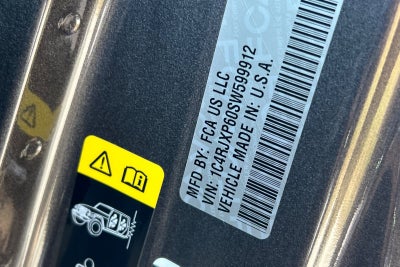 MFD BY: FCA US LLC
VIN: 1C4RJXP60SW599912
VEHICLE MADE IN: U.S.A.